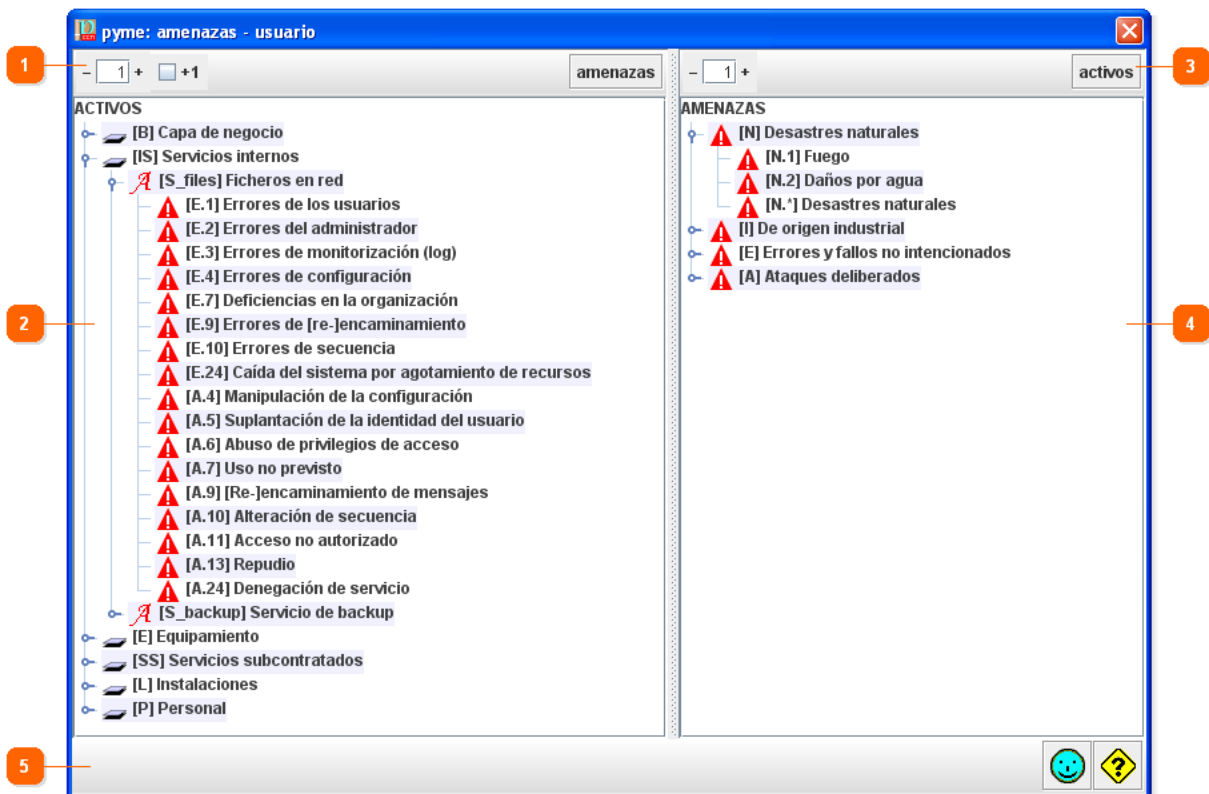 pyme: amenazas - usuario
1
– 1 + +1 amenazas
– 1 + activos
3
ACTIVOS
[B] Capa de negocio
[IS] Servicios internos
[S_files] Ficheros en red
[E.1] Errores de los usuarios
[E.2] Errores del administrador
[E.3] Errores de monitorización (log)
[E.4] Errores de configuración
[E.7] Deficiencias en la organización
2
[E.9] Errores de [re-]encaminamiento
[E.10] Errores de secuencia
[E.24] Caída del sistema por agotamiento de recursos
[A.4] Manipulación de la configuración
[A.5] Suplantación de la identidad del usuario
[A.6] Abuso de privilegios de acceso
[A.7] Uso no previsto
[A.9] [Re-]encaminamiento de mensajes
[A.10] Alteración de secuencia
[A.11] Acceso no autorizado
[A.13] Repudio
[A.24] Denegación de servicio
[S_backup] Servicio de backup
[E] Equipamiento
[SS] Servicios subcontratados
[L] Instalaciones
[P] Personal
AMENAZAS
[N] Desastres naturales
[N.1] Fuego
[N.2] Daños por agua
[N.*] Desastres naturales
[I] De origen industrial
[E] Errores y fallos no intencionados
[A] Ataques deliberados
4
5
?